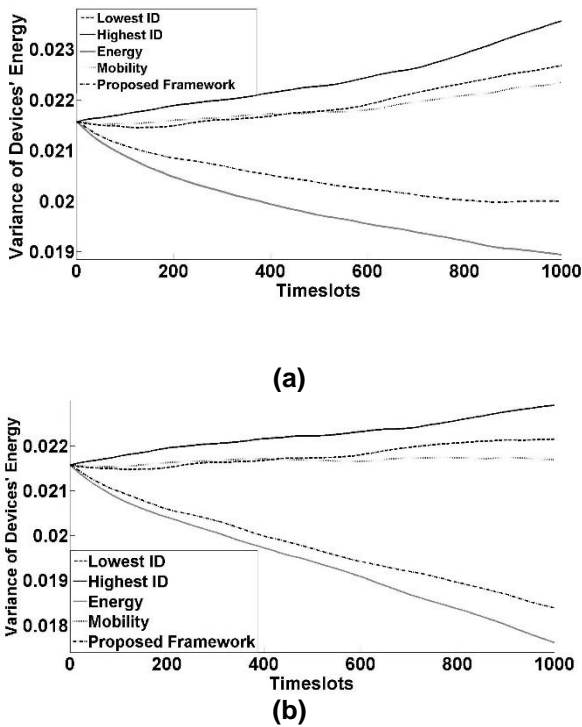 Lowest ID
Highest ID
Energy
Mobility
Proposed Framework
Variance of Devices' Energy
0.023
0.022
0.021
0.02
0.019
0 200 400 600 800 1000
Timeslots
(a)
Variance of Devices' Energy
0.022
0.021
0.02
0.019
0.018
Lowest ID
Highest ID
Energy
Mobility
Proposed Framework
0 200 400 600 800 1000
Timeslots
(b)